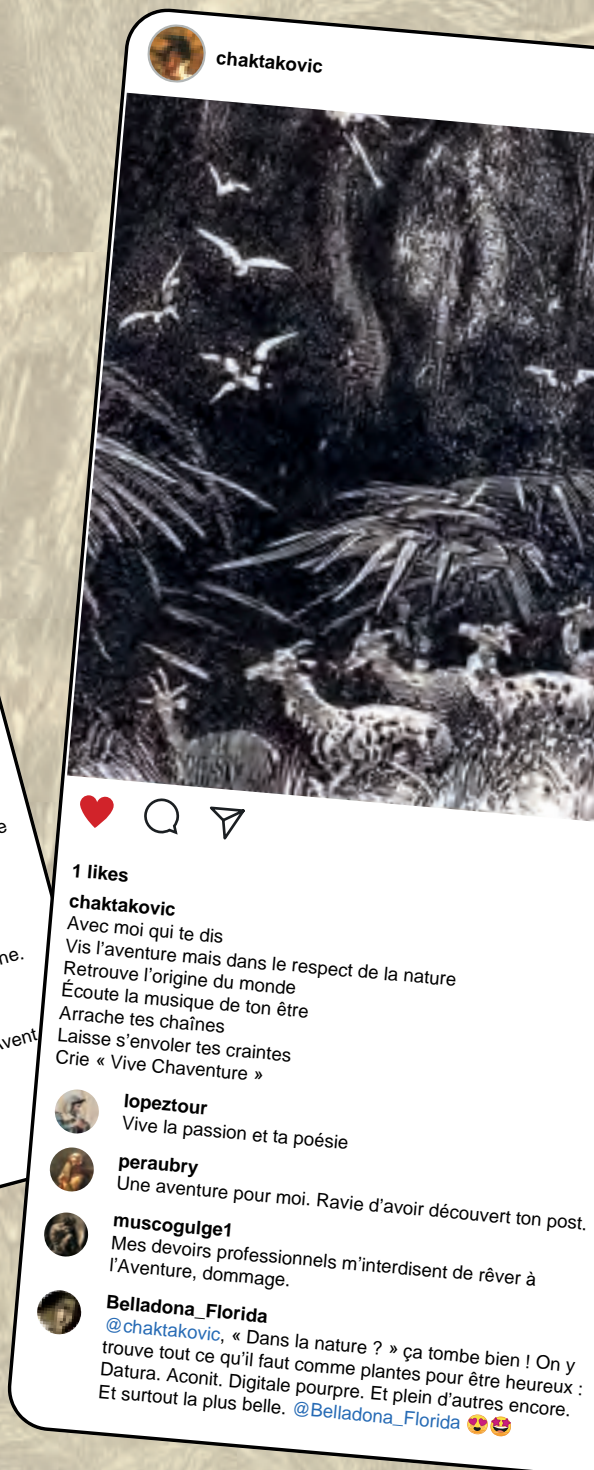 chaktakovic
1 likes
chaktakovic
Avec moi qui te dis
Vis l’aventure mais dans le respect de la nature
Retrouve l’origine du monde
Écoute la musique de ton être
Arrache tes chaînes
Laisse s’envoler tes craintes
Crie « Vive Chaventure »
lopeztour
Vive la passion et ta poésie
peraubry
Une aventure pour moi. Ravie d’avoir découvert ton post.
muscogulge1
Mes devoirs professionnels m’interdisent de rêver à
l’Aventure, dommage.
Belladona_Florida
@chaktakovic, « Dans la nature ? » ça tombe bien ! On y
trouve tout ce qu’il faut comme plantes pour être heureux :
Datura. Aconit. Digitale pourpre. Et plein d’autres encore.
Et surtout la plus belle. @Belladona_Florida 😍🤩